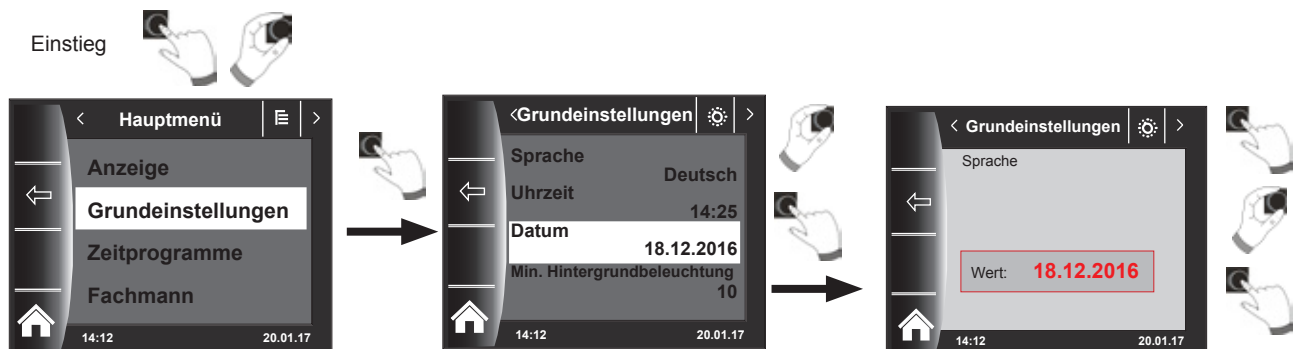 Einstieg
< Hauptmenü >
Anzeige
Grundeinstellungen
Zeitprogramme
Fachmann
14:12 20.01.17
<Grundeinstellungen >
Sprache
Deutsch
Uhrzeit
14:25
Datum
18.12.2016
Min. Hintergrundbeleuchtung
10
14:12 20.01.17
< Grundeinstellungen >
Sprache
Wert: 18.12.2016
14:12 20.01.17